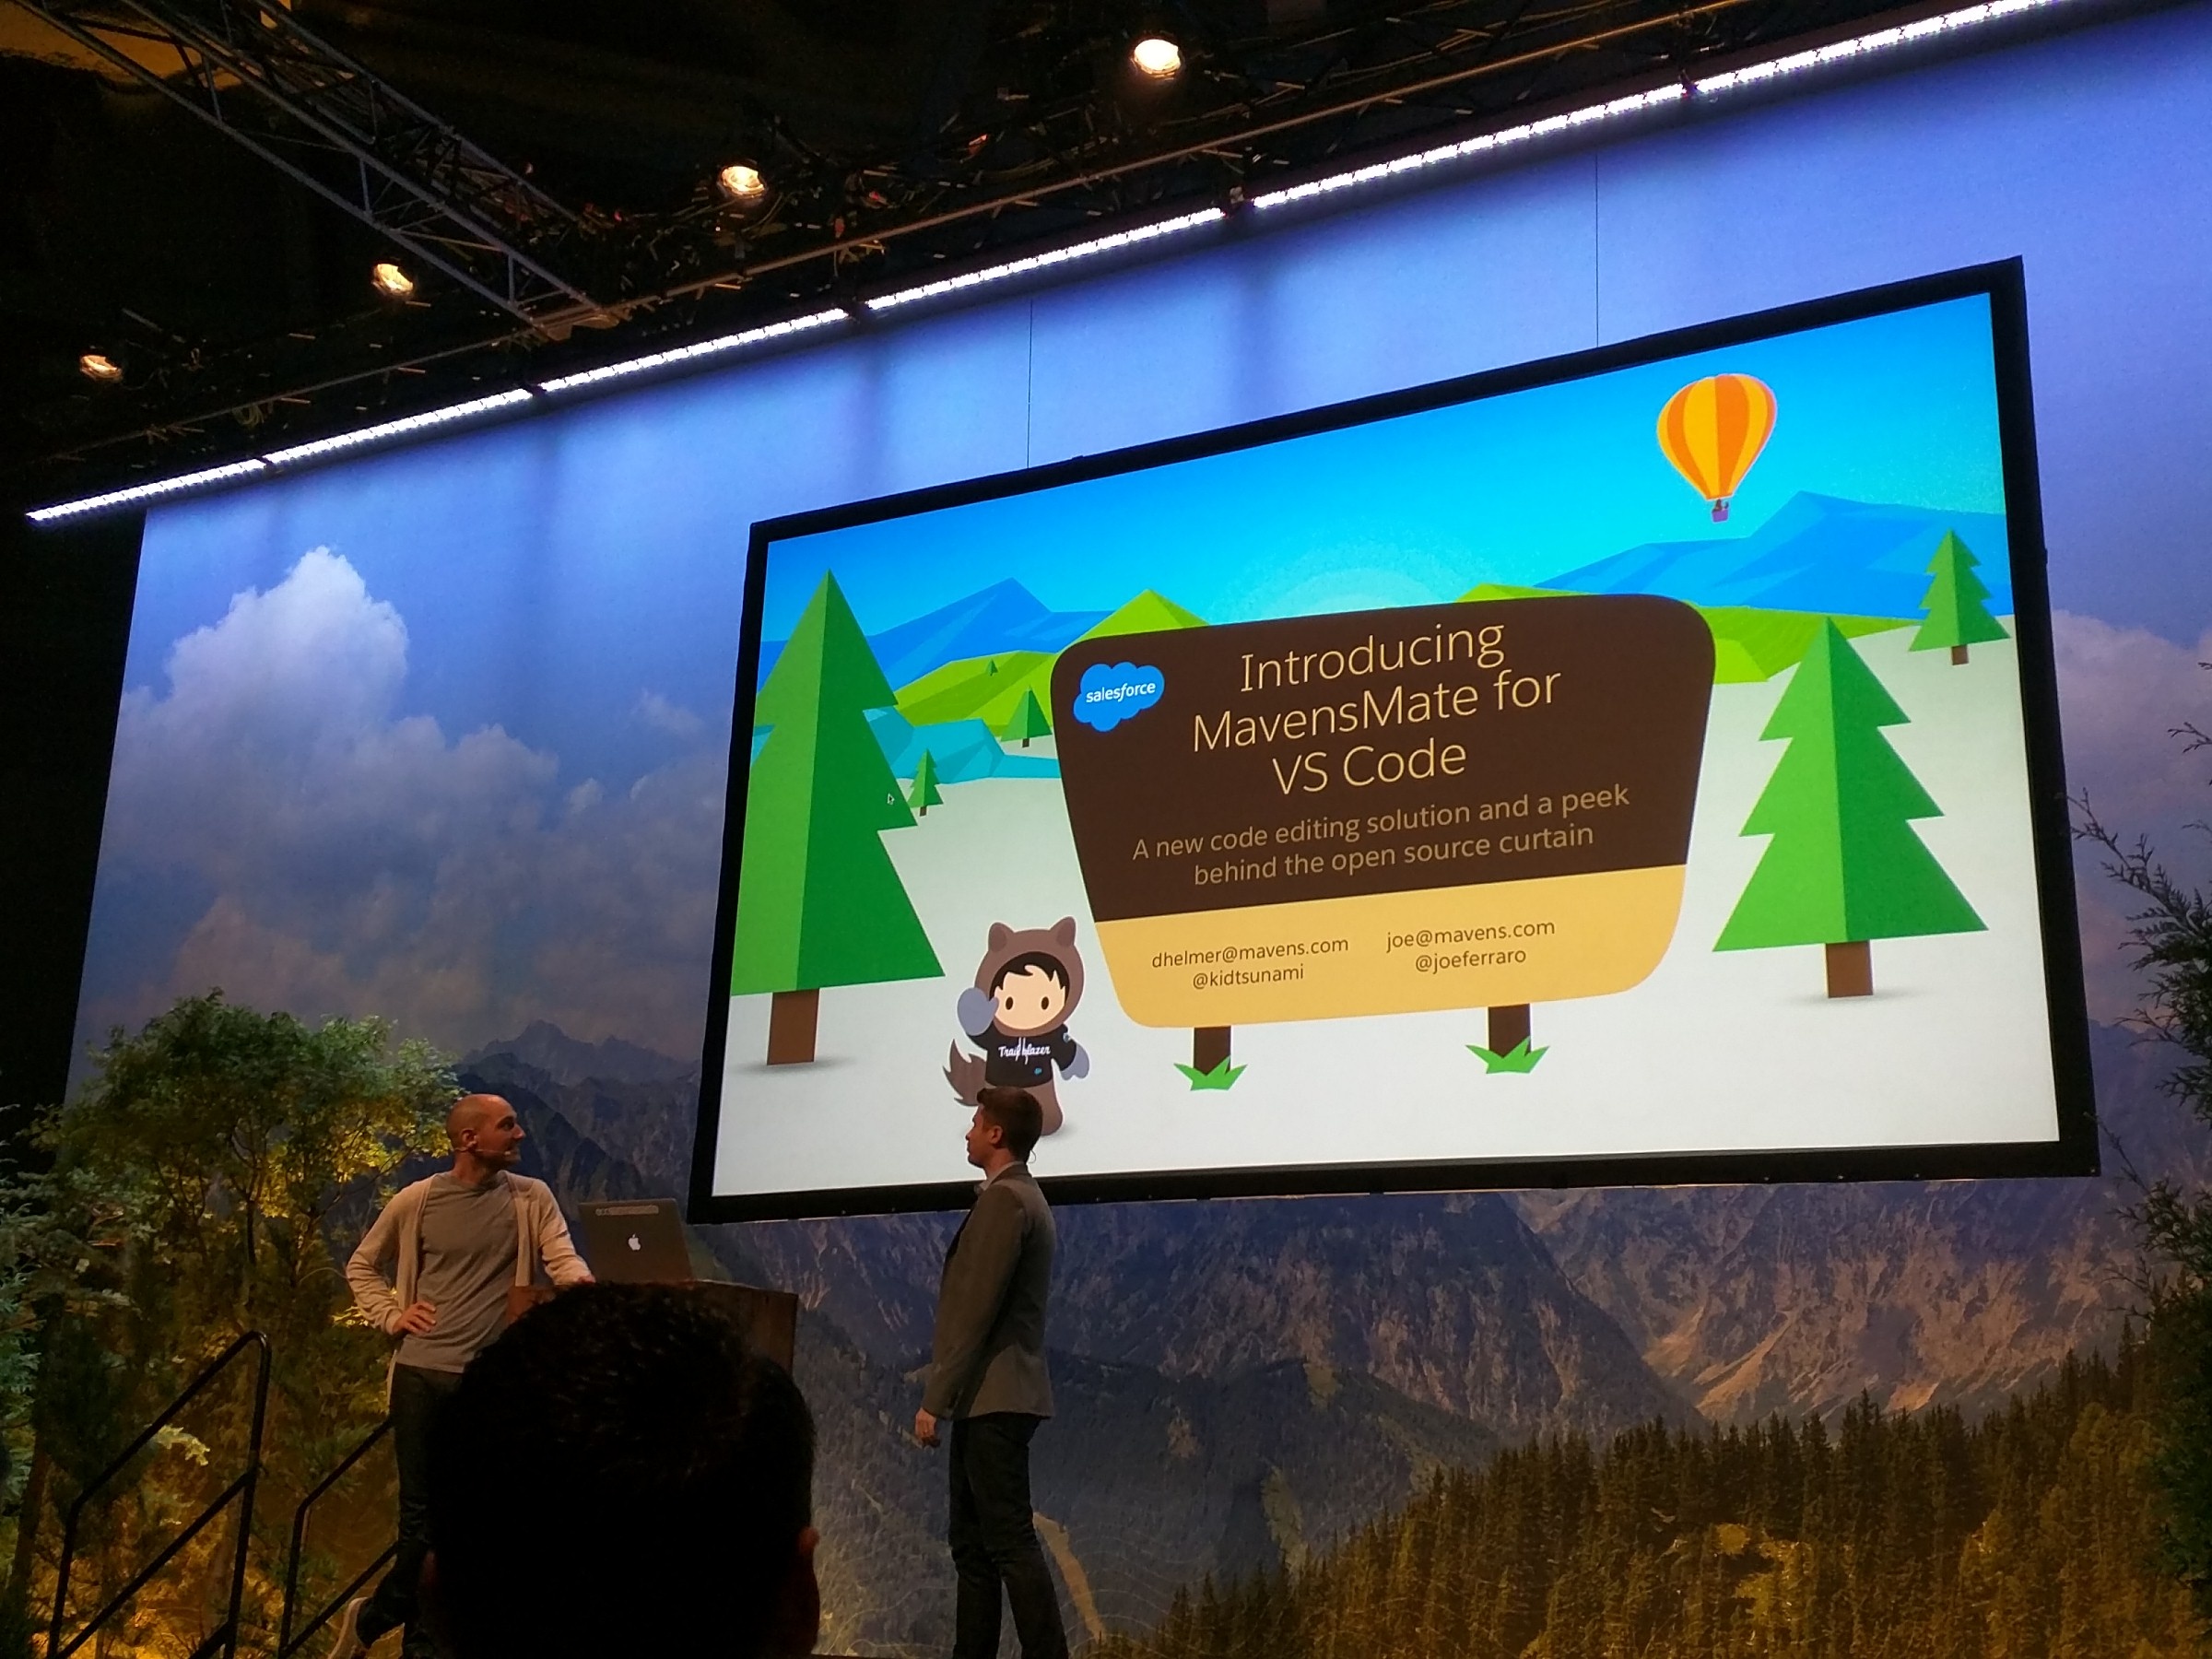 salesforce
Introducing
MavensMate for
VS Code
A new code editing solution and a peek
behind the open source curtain
dhelmer@mavens.com
@kidtsunami
joe@mavens.com
@joeferraro
Trailblazer